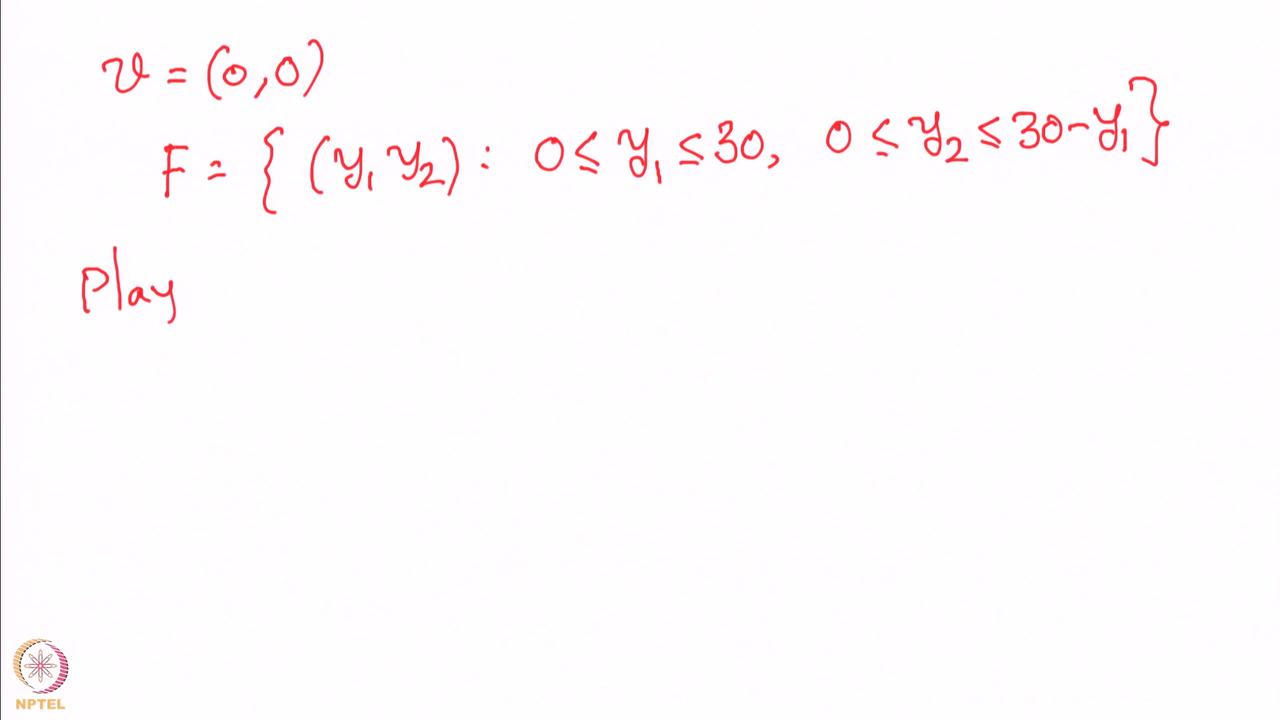 v = (0,0)
F = { (y₁ y₂) : 0 ≤ y₁ ≤ 30, 0 ≤ y₂ ≤ 30-y₁ }
Play
NPTEL